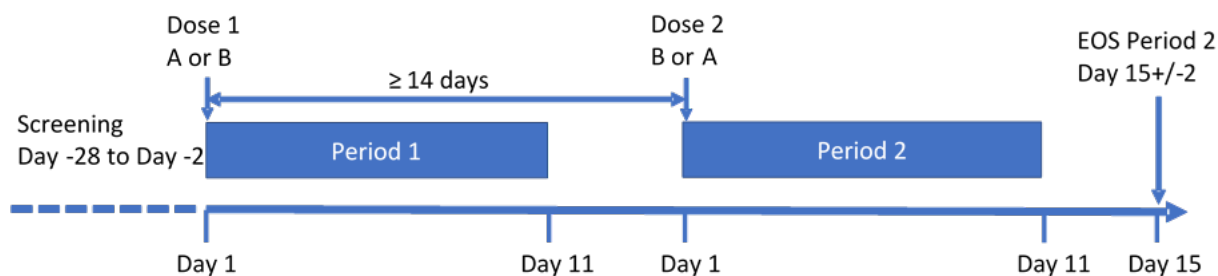 Dose 1
A or B
Dose 2
B or A
EOS Period 2
Day 15+/-2
≥ 14 days
Screening
Day -28 to Day -2
Period 1
Period 2
Day 1
Day 11
Day 1
Day 11
Day 15